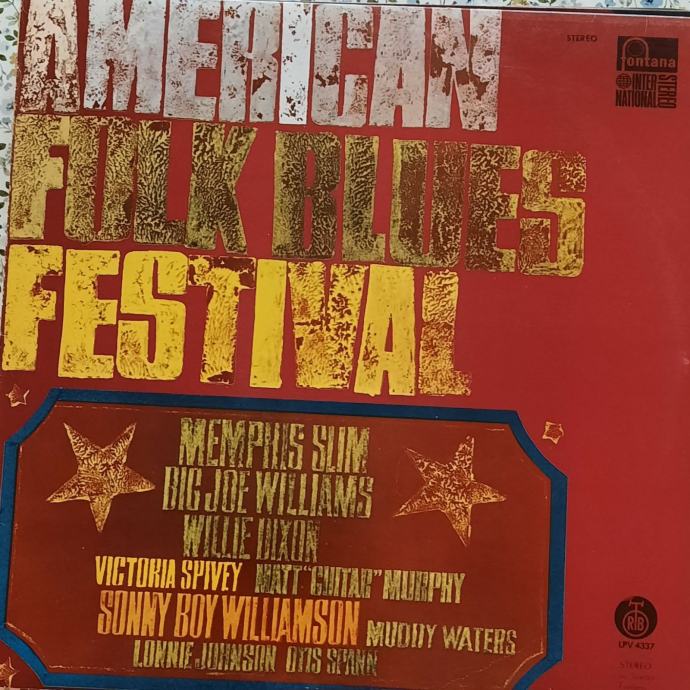 AMERICAN
STEREO
fontana
INTER
NATIONAL
STEREO
FOLK BLUES
FESTIVAL
MEMPHIS SLIM
BIG JOE WILLIAMS
WILLIE DIXON
VICTORIA SPIVEY MATT "GUITAR" MURPHY
SONNY BOY WILLIAMSON MUDDY WATERS
LONNIE JOHNSON OTIS SPANN
RTB
LPV 4337
STEREO